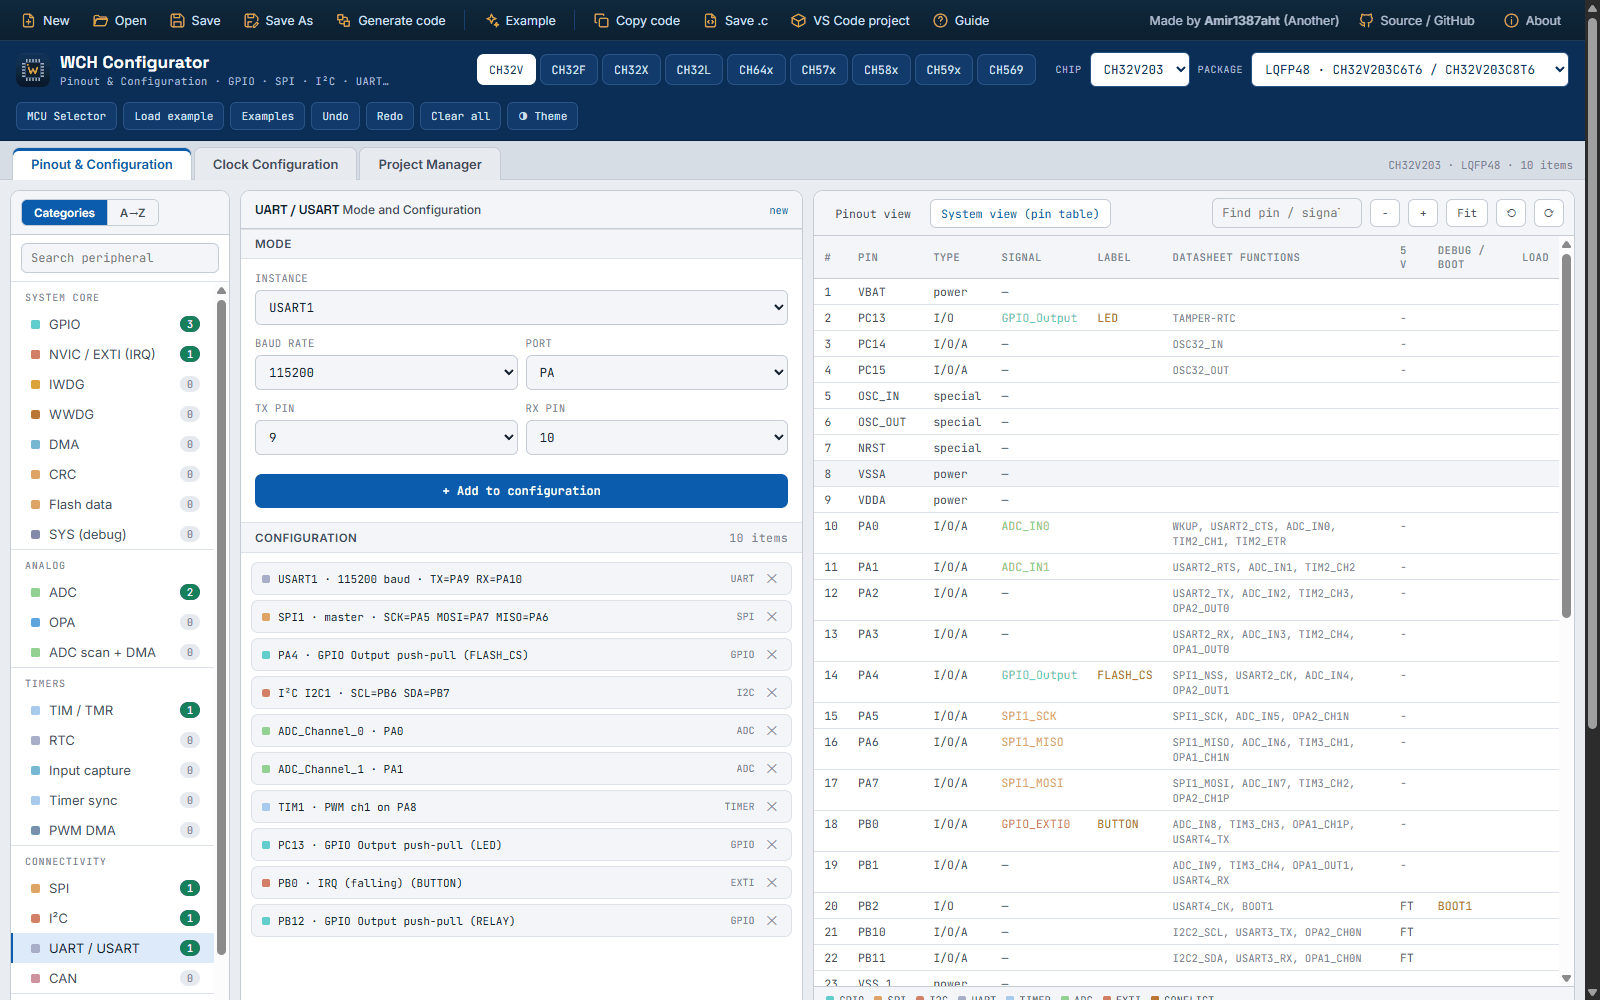 New Open Save Save As Generate code Example Copy code Save .c VS Code project Guide Made by Amir1387aht (Another) Source / GitHub About
WCH Configurator
Pinout & Configuration · GPIO · SPI · I²C · UART…
CH32V CH32F CH32X CH32L CH64x CH57x CH58x CH59x CH569 CHIP CH32V203 PACKAGE LQFP48 · CH32V203C6T6 / CH32V203C8T6
MCU Selector Load example Examples Undo Redo Clear all Theme
Pinout & Configuration Clock Configuration Project Manager CH32V203 · LQFP48 · 10 items
Categories A–Z
Search peripheral
SYSTEM CORE
GPIO 3
NVIC / EXTI (IRQ) 1
IWDG 0
WWDG 0
DMA 0
CRC 0
Flash data 0
SYS (debug) 0
ANALOG
ADC 2
OPA 0
ADC scan + DMA 0
TIMERS
TIM / TMR 1
RTC 0
Input capture 0
Timer sync 0
PWM DMA 0
CONNECTIVITY
SPI 1
I²C 1
UART / USART 1
CAN 0
UART / USART Mode and Configuration new
MODE
INSTANCE
USART1
BAUD RATE PORT
115200 PA
TX PIN RX PIN
9 10
+ Add to configuration
CONFIGURATION 10 items
USART1 · 115200 baud · TX=PA9 RX=PA10 UART
SPI1 · master · SCK=PA5 MOSI=PA7 MISO=PA6 SPI
PA4 · GPIO Output push-pull (FLASH_CS) GPIO
I²C I2C1 · SCL=PB6 SDA=PB7 I2C
ADC_Channel_0 · PA0 ADC
ADC_Channel_1 · PA1 ADC
TIM1 · PWM ch1 on PA8 TIMER
PC13 · GPIO Output push-pull (LED) GPIO
PB0 · IRQ (falling) (BUTTON) EXTI
PB12 · GPIO Output push-pull (RELAY) GPIO
Pinout view System view (pin table) Find pin / signa - + Fit
# PIN TYPE SIGNAL LABEL DATASHEET FUNCTIONS 5 V DEBUG / BOOT LOAD
1 VBAT power —
2 PC13 I/O GPIO_Output LED TAMPER-RTC -
3 PC14 I/O/A — OSC32_IN -
4 PC15 I/O/A — OSC32_OUT -
5 OSC_IN special —
6 OSC_OUT special —
7 NRST special —
8 VSSA power —
9 VDDA power —
10 PA0 I/O/A ADC_IN0 WKUP, USART2_CTS, ADC_IN0, -
TIM2_CH1, TIM2_ETR
11 PA1 I/O/A ADC_IN1 USART2_RTS, ADC_IN1, TIM2_CH2 -
12 PA2 I/O/A — USART2_TX, ADC_IN2, TIM2_CH3, -
OPA2_OUT0
13 PA3 I/O/A — USART2_RX, ADC_IN3, TIM2_CH4, -
OPA1_OUT0
14 PA4 I/O/A GPIO_Output FLASH_CS SPI1_NSS, USART2_CK, ADC_IN4, -
OPA2_OUT1
15 PA5 I/O/A SPI1_SCK SPI1_SCK, ADC_IN5, OPA2_CH1N -
16 PA6 I/O/A SPI1_MISO SPI1_MISO, ADC_IN6, TIM3_CH1, -
OPA1_CH1N
17 PA7 I/O/A SPI1_MOSI SPI1_MOSI, ADC_IN7, TIM3_CH2, -
OPA2_CH1P
18 PB0 I/O/A GPIO_EXTI0 BUTTON ADC_IN8, TIM3_CH3, OPA1_CH1P, -
USART4_TX
19 PB1 I/O/A — ADC_IN9, TIM3_CH4, OPA1_OUT1, -
USART4_RX
20 PB2 I/O — USART4_CK, BOOT1 FT BOOT1
21 PB10 I/O/A — I2C2_SCL, USART3_TX, OPA2_CH0N FT
22 PB11 I/O/A — I2C2_SDA, USART3_RX, OPA1_CH0N FT
23 VSS_1 power —
GPIO SPI I2C UART TIMER ADC EXTI CONFLICT